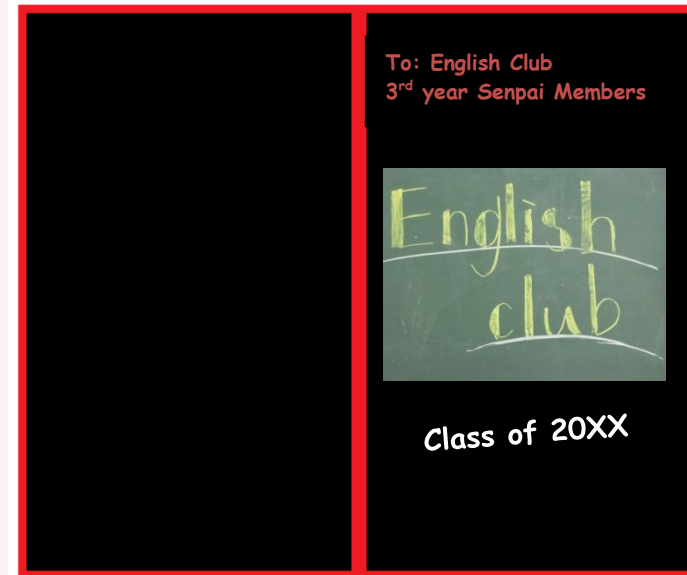 To: English Club
3rd year Senpai Members
English
club
Class of 20XX